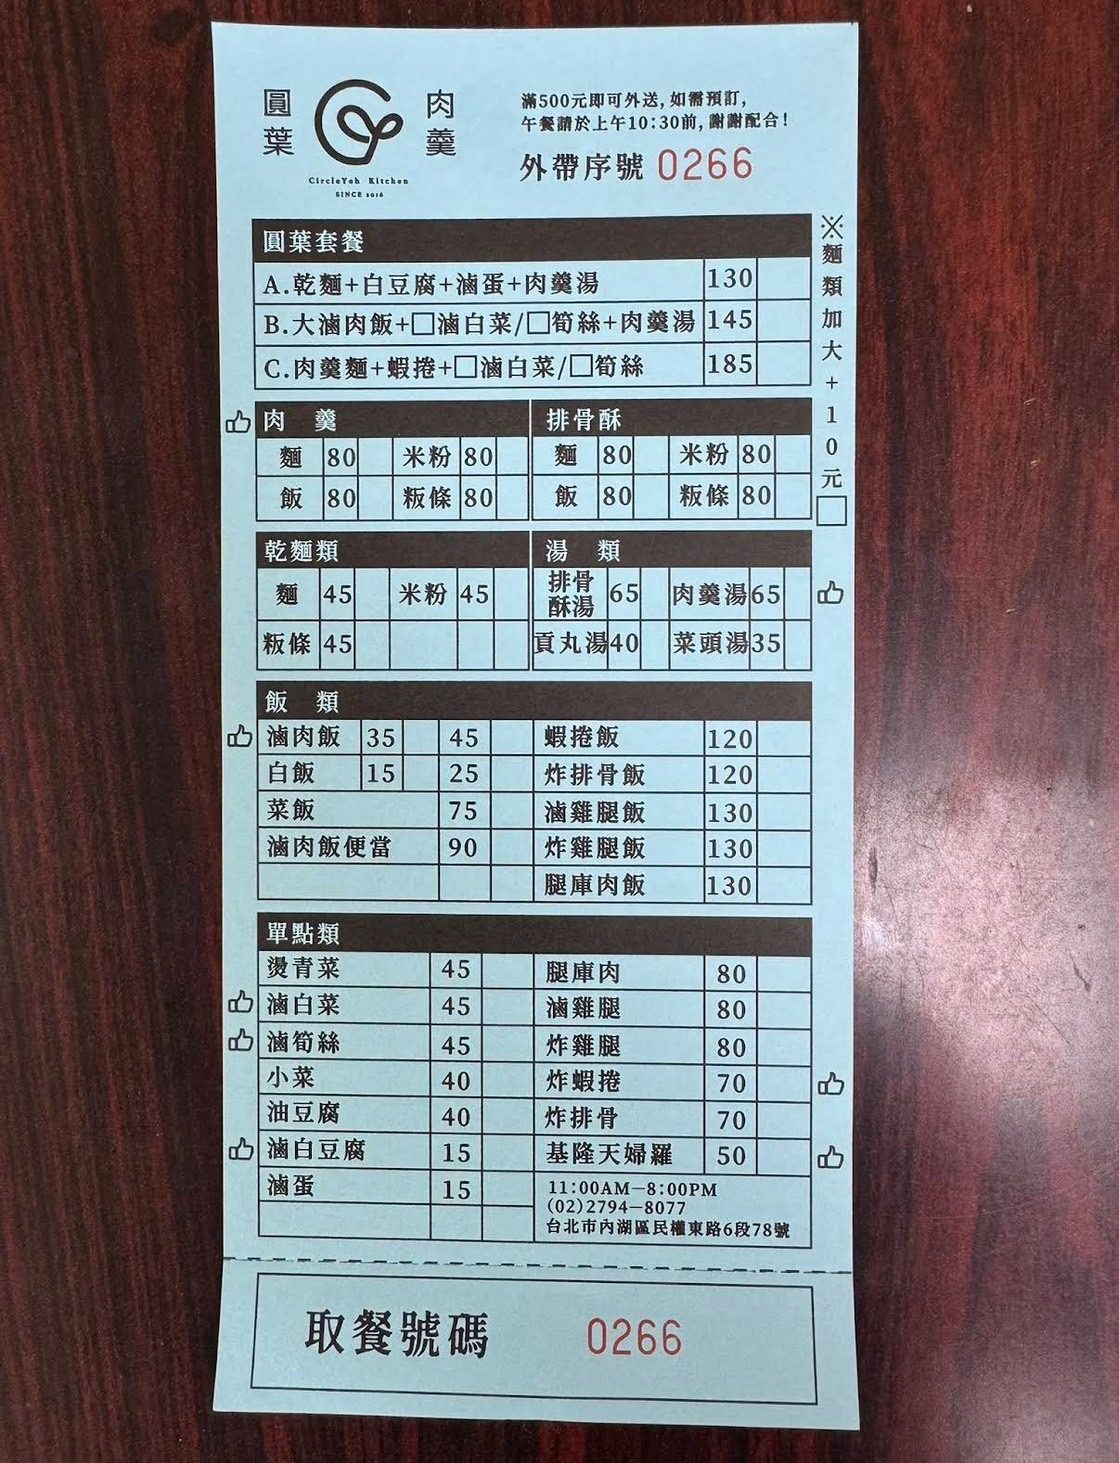 圓葉 肉羹
CircleYeh Kitchen
SINCE 2016
滿500元即可外送,如需預訂,
午餐請於上午10:30前,謝謝配合!
外帶序號 0266
※麵類加大+10元□
圓葉套餐
A.乾麵+白豆腐+滷蛋+肉羹湯 130
B.大滷肉飯+□滷白菜/□筍絲+肉羹湯 145
C.肉羹麵+蝦捲+□滷白菜/□筍絲 185
肉 羹
麵 80 米粉 80
飯 80 粄條 80
排骨酥
麵 80 米粉 80
飯 80 粄條 80
乾麵類
麵 45 米粉 45
粄條 45
湯 類
排骨酥湯 65 肉羹湯 65
貢丸湯 40 菜頭湯 35
飯 類
滷肉飯 35 45 蝦捲飯 120
白飯 15 25 炸排骨飯 120
菜飯 75 滷雞腿飯 130
滷肉飯便當 90 炸雞腿飯 130
腿庫肉飯 130
單點類
燙青菜 45 腿庫肉 80
滷白菜 45 滷雞腿 80
滷筍絲 45 炸雞腿 80
小菜 40 炸蝦捲 70
油豆腐 40 炸排骨 70
滷白豆腐 15 基隆天婦羅 50
滷蛋 15
11:00AM－8:00PM
(02)2794－8077
台北市內湖區民權東路6段78號
取餐號碼 0266